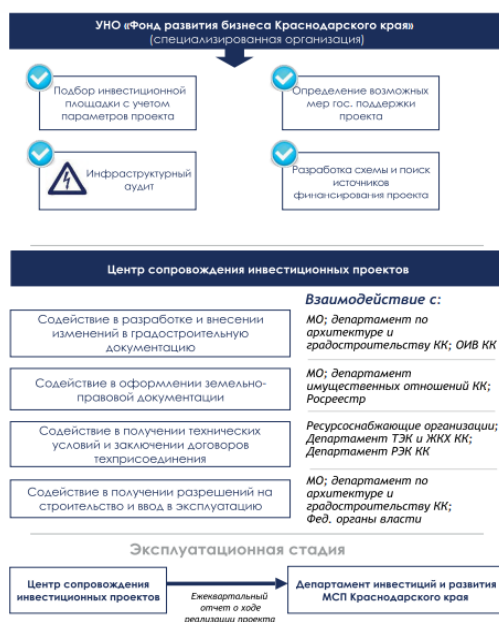 УНО «Фонд развития бизнеса Краснодарского края»
(специализированная организация)
Подбор инвестиционной
площадки с учетом
параметров проекта
Определение возможных
мер гос. поддержки
проекта
Инфраструктурный
аудит
Разработка схемы и поиск
источников
финансирования проекта
Центр сопровождения инвестиционных проектов
Взаимодействие с:
Содействие в разработке и внесении
изменений в градостроительную
документацию
МО; департамент по
архитектуре и
градостроительству КК; ОИВ КК
Содействие в оформлении земельно-
правовой документации
МО; департамент
имущественных отношений КК;
Росреестр
Содействие в получении технических
условий и заключении договоров
техприсоединения
Ресурсоснабжающие организации;
Департамент ТЭК и ЖКХ КК;
Департамент РЭК КК
Содействие в получении разрешений на
строительство и ввод в эксплуатацию
МО; департамент по
архитектуре и
градостроительству КК;
Фед. органы власти
Эксплуатационная стадия
Центр сопровождения
инвестиционных проектов
Ежеквартальный
отчет о ходе
реализации проекта
Департамент инвестиций и развития
МСП Краснодарского края